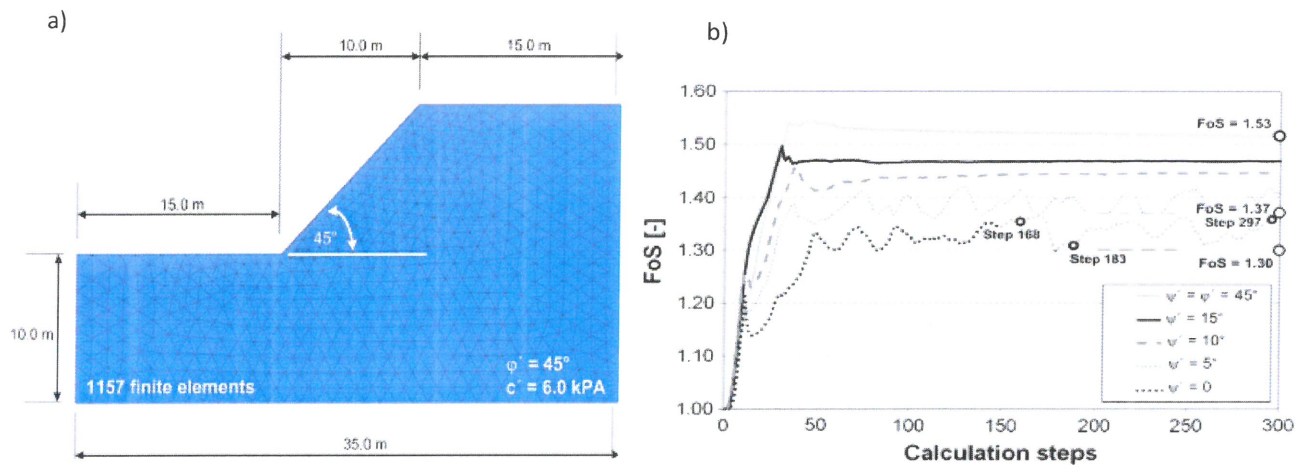 a)
10.0 m
15.0 m
15.0 m
45°
10.0 m
1157 finite elements
φ´ = 45°
c´ = 6.0 kPA
35.0 m
b)
FoS [-]
1.60
1.50
1.40
1.30
1.20
1.10
1.00
FoS = 1.53
FoS = 1.37
Step 297
Step 168
Step 183
FoS = 1.30
ψ´ = φ´ = 45°
ψ´ = 15°
ψ´ = 10°
ψ´ = 5°
ψ´ = 0
0
50
100
150
200
250
300
Calculation steps